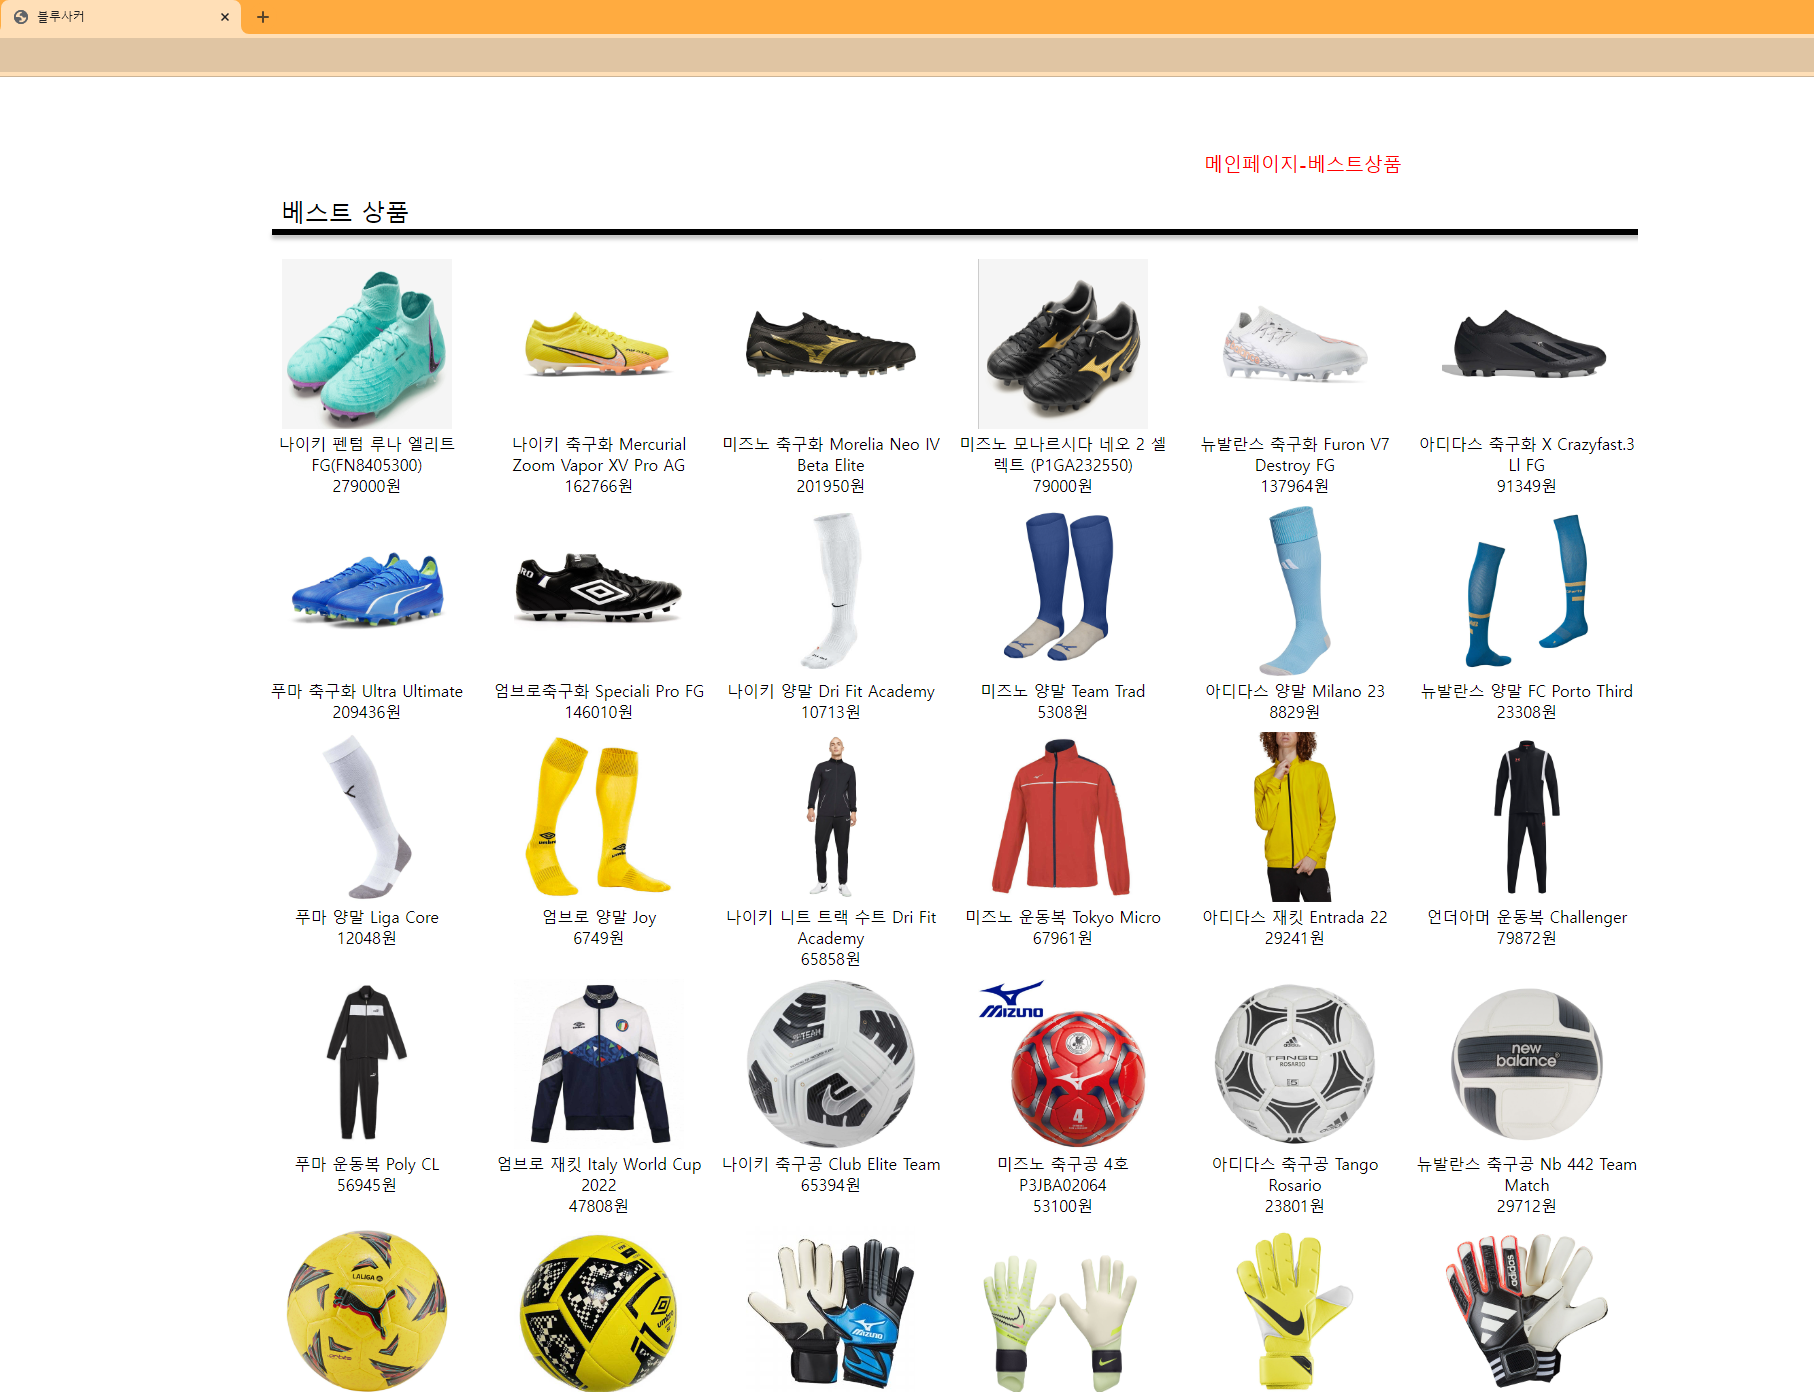 블루사커
메인페이지-베스트상품
베스트 상품
나이키 펜텀 루나 엘리트
FG(FN8405300)
279000원
나이키 축구화 Mercurial
Zoom Vapor XV Pro AG
162766원
미즈노 축구화 Morelia Neo IV
Beta Elite
201950원
미즈노 모나르시다 네오 2 셀
렉트 (P1GA232550)
79000원
뉴발란스 축구화 Furon V7
Destroy FG
137964원
아디다스 축구화 X Crazyfast.3
Ll FG
91349원
푸마 축구화 Ultra Ultimate
209436원
엄브로축구화 Speciali Pro FG
146010원
나이키 양말 Dri Fit Academy
10713원
미즈노 양말 Team Trad
5308원
아디다스 양말 Milano 23
8829원
뉴발란스 양말 FC Porto Third
23308원
푸마 양말 Liga Core
12048원
엄브로 양말 Joy
6749원
나이키 니트 트랙 수트 Dri Fit
Academy
65858원
미즈노 운동복 Tokyo Micro
67961원
아디다스 재킷 Entrada 22
29241원
언더아머 운동복 Challenger
79872원
MIZUNO
TEAM
4
adidas
TANGO
ROSARIO
5
new
balance
푸마 운동복 Poly CL
56945원
엄브로 재킷 Italy World Cup
2022
47808원
나이키 축구공 Club Elite Team
65394원
미즈노 축구공 4호
P3JBA02064
53100원
아디다스 축구공 Tango
Rosario
23801원
뉴발란스 축구공 Nb 442 Team
Match
29712원
LALIGA
umbro
MIZUNO
adidas